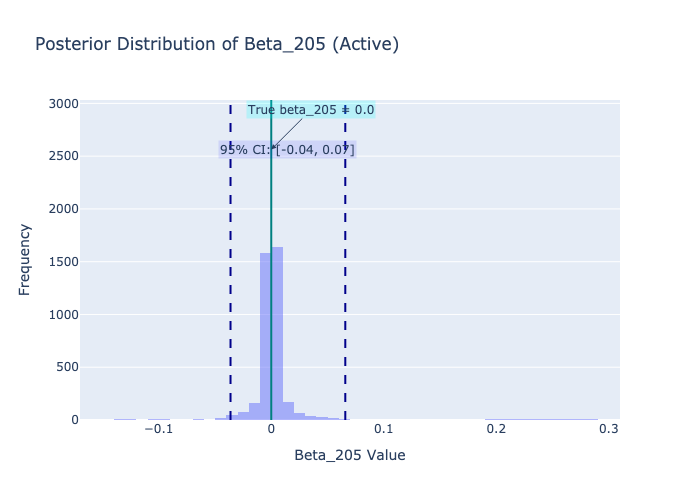 Posterior Distribution of Beta_205 (Active)
3000
True beta_205 = 0.0
95% CI: [-0.04, 0.07]
2500
2000
1500
1000
500
0
Frequency
−0.1
0
0.1
0.2
0.3
Beta_205 Value